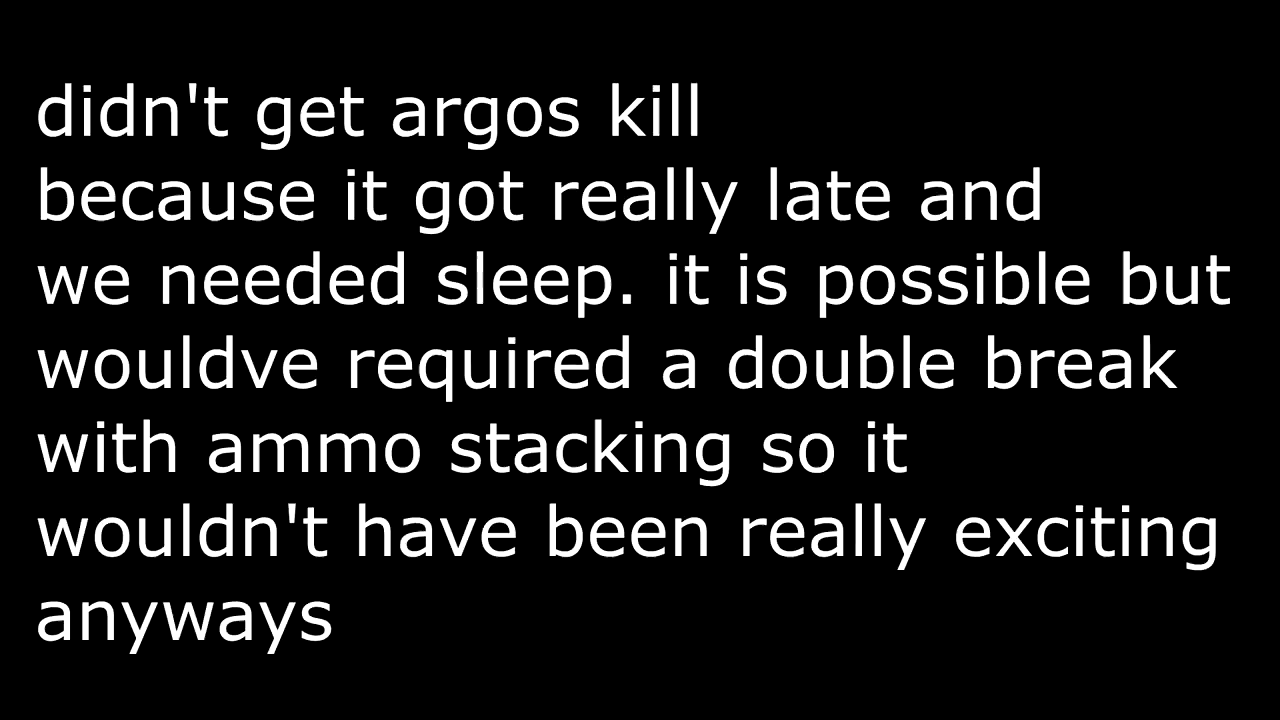 didn't get argos kill
because it got really late and
we needed sleep. it is possible but
wouldve required a double break
with ammo stacking so it
wouldn't have been really exciting
anyways